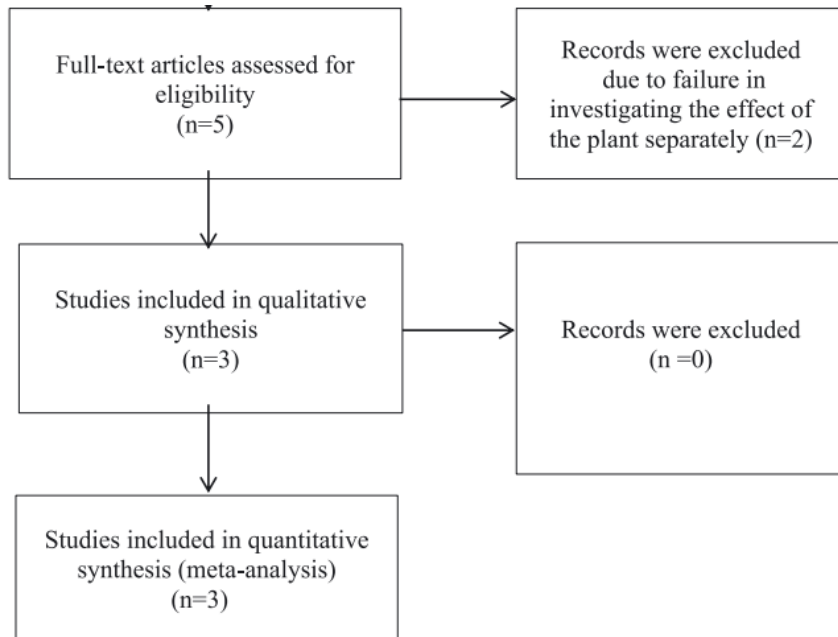 Full-text articles assessed for
eligibility
(n=5)
Records were excluded
due to failure in
investigating the effect of
the plant separately (n=2)
Studies included in qualitative
synthesis
(n=3)
Records were excluded
(n =0)
Studies included in quantitative
synthesis (meta-analysis)
(n=3)